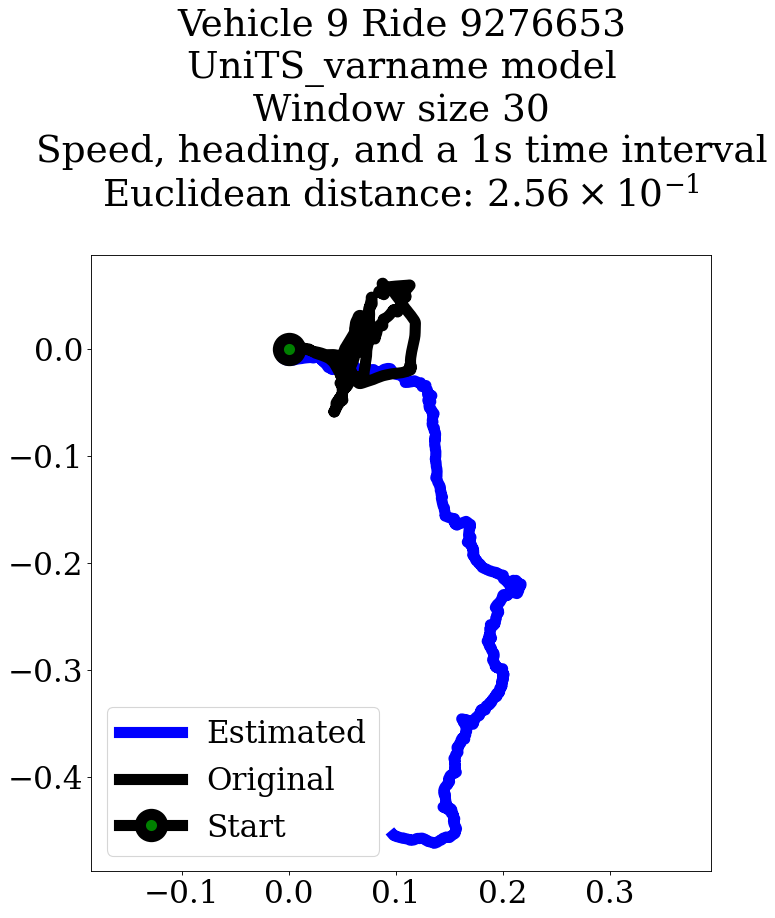 Vehicle 9 Ride 9276653
UniTS_varname model
Window size 30
Speed, heading, and a 1s time interval
Euclidean distance: 2.56 × 10⁻¹
0.0
−0.1
−0.2
−0.3
−0.4
Estimated
Original
Start
−0.1 0.0 0.1 0.2 0.3